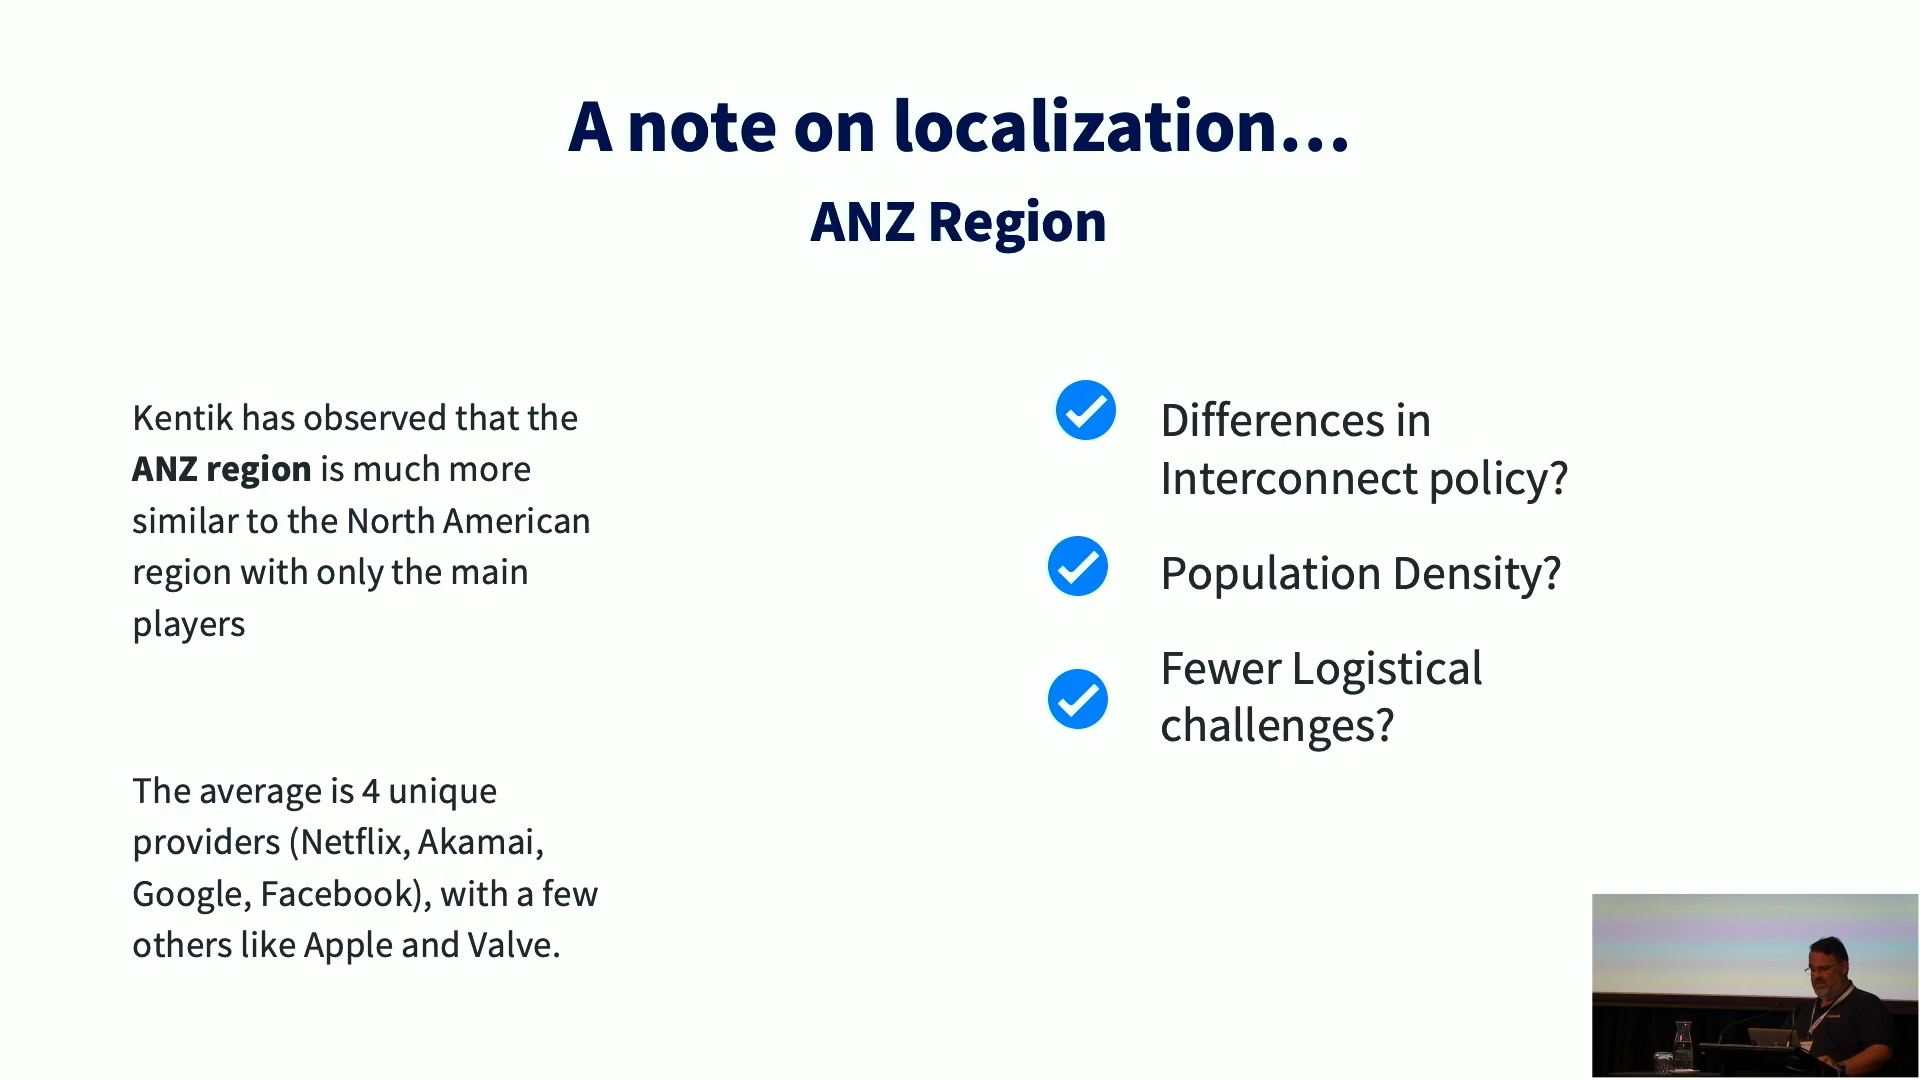 A note on localization...
ANZ Region
Kentik has observed that the
ANZ region is much more
similar to the North American
region with only the main
players
The average is 4 unique
providers (Netflix, Akamai,
Google, Facebook), with a few
others like Apple and Valve.
Differences in
Interconnect policy?
Population Density?
Fewer Logistical
challenges?